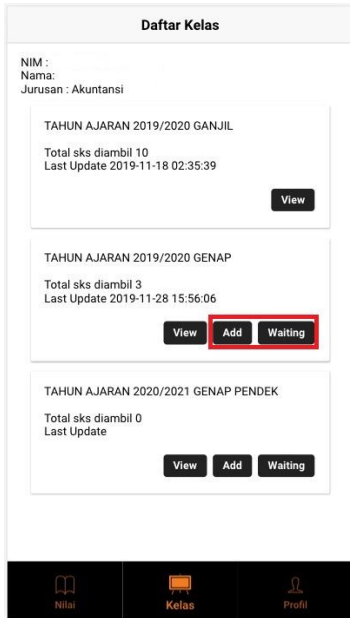 Daftar Kelas
NIM :
Nama:
Jurusan : Akuntansi
TAHUN AJARAN 2019/2020 GANJIL
Total sks diambil 10
Last Update 2019-11-18 02:35:39
View
TAHUN AJARAN 2019/2020 GENAP
Total sks diambil 3
Last Update 2019-11-28 15:56:06
View Add Waiting
TAHUN AJARAN 2020/2021 GENAP PENDEK
Total sks diambil 0
Last Update
View Add Waiting
Nilai Kelas Profil